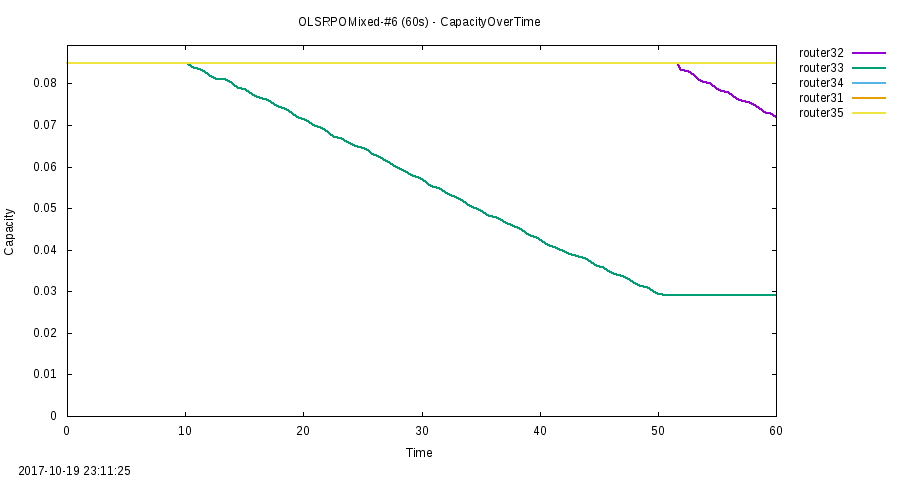 OLSRPOMixed-#6 (60s) - CapacityOverTime
router32
router33
router34
router31
router35
0.08
0.07
0.06
0.05
0.04
0.03
0.02
0.01
0
Capacity
0 10 20 30 40 50 60
Time
2017-10-19 23:11:25